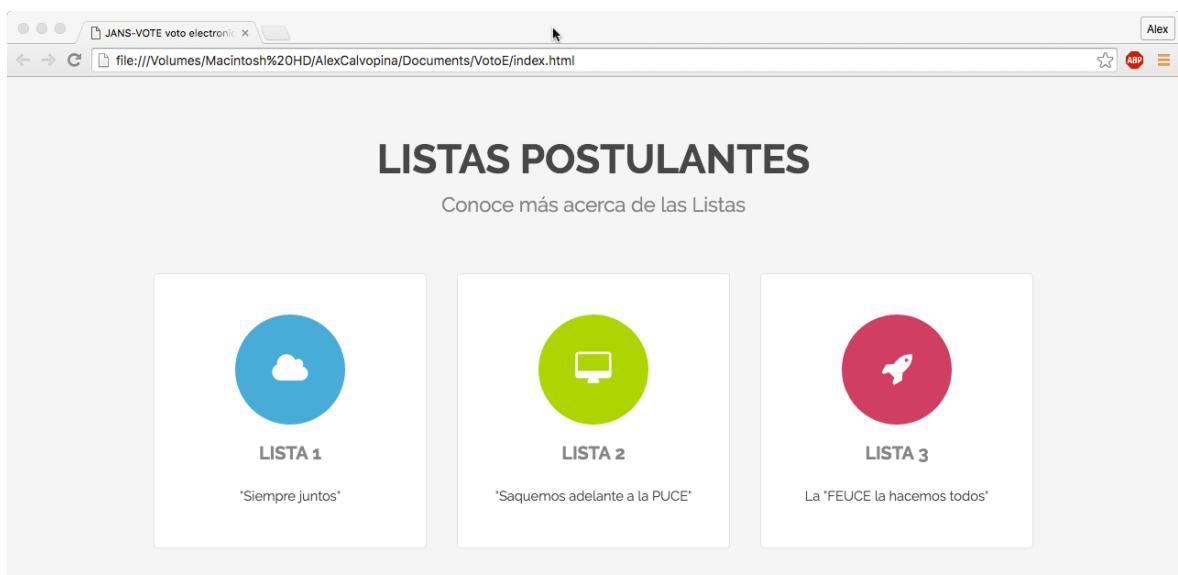 JANS-VOTE voto electronic
Alex
file:///Volumes/Macintosh%20HD/AlexCalvopina/Documents/VotoE/index.html
ABP
LISTAS POSTULANTES
Conoce más acerca de las Listas
LISTA 1
"Siempre juntos"
LISTA 2
"Saquemos adelante a la PUCE"
LISTA 3
La "FEUCE la hacemos todos"